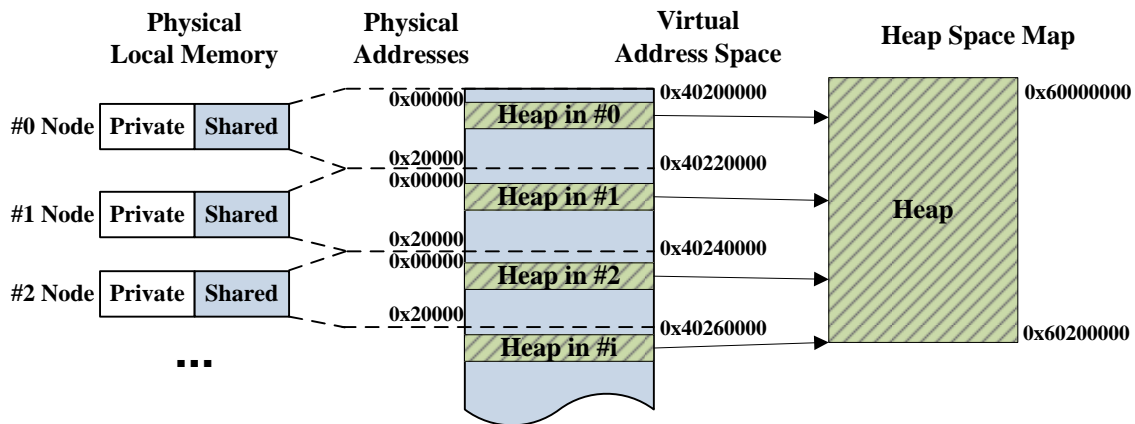 Physical
Local Memory
Physical
Addresses
Virtual
Address Space
Heap Space Map
#0 Node
Private
Shared
#1 Node
Private
Shared
#2 Node
Private
Shared
...
0x00000
0x20000
0x00000
0x20000
0x00000
0x20000
Heap in #0
Heap in #1
Heap in #2
Heap in #i
0x40200000
0x40220000
0x40240000
0x40260000
Heap
0x60000000
0x60200000